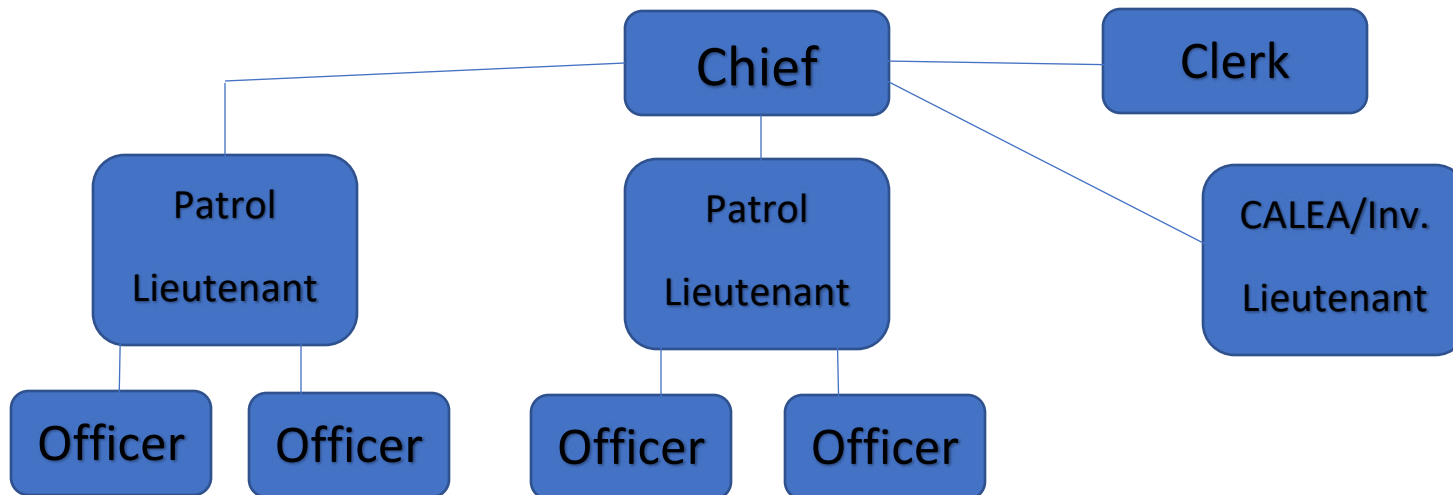 Chief
Clerk
Patrol
Lieutenant
Patrol
Lieutenant
CALEA/Inv.
Lieutenant
Officer
Officer
Officer
Officer